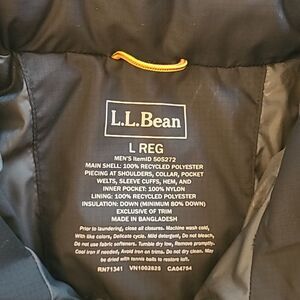 L.L.Bean
L REG
MEN'S ItemID 505272
MAIN SHELL: 100% RECYCLED POLYESTER
PIECING AT SHOULDERS, COLLAR, POCKET
WELTS, SLEEVE CUFFS, HEM, AND
INNER POCKET: 100% NYLON
LINING: 100% RECYCLED POLYESTER
INSULATION: DOWN (MINIMUM 80% DOWN)
EXCLUSIVE OF TRIM
MADE IN BANGLADESH
Prior to laundering, close all closures. Machine wash cold,
With like colors, Delicate cycle. Mild detergent, Do not bleach,
Do not use fabric softeners. Tumble dry low, Remove promptly.
Cool iron if needed, Avoid iron on trims. Do not dry clean, May
be dried with tennis balls to retain loft.
RN71341 VN1002825 CA04754